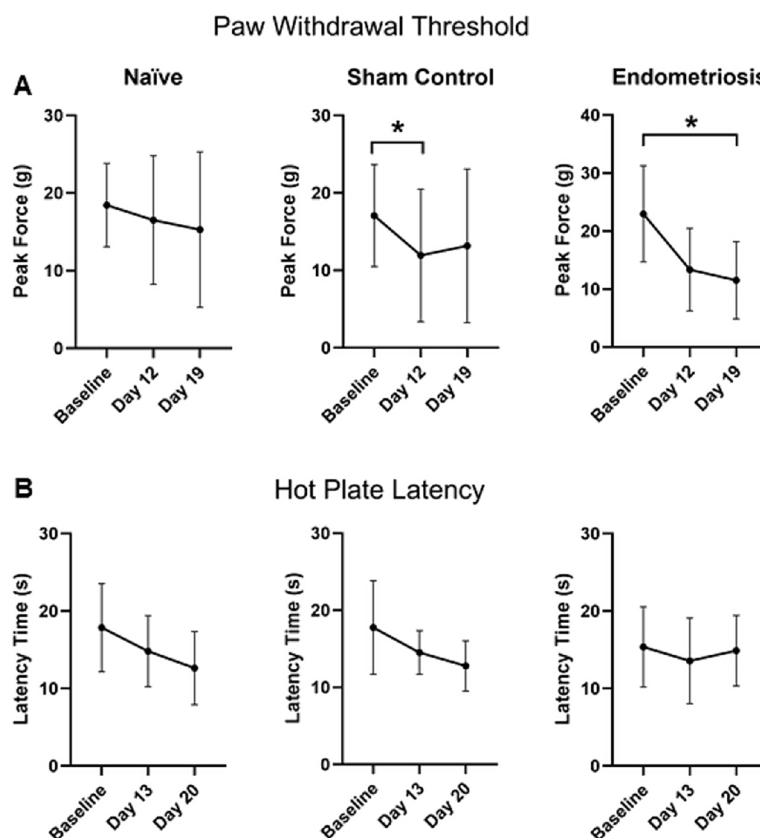 Paw Withdrawal Threshold
A
Naïve
Sham Control
Endometriosis
30
20
10
0
Peak Force (g)
Baseline
Day 12
Day 19
30
20
10
0
Peak Force (g)
*
Baseline
Day 12
Day 19
40
30
20
10
0
Peak Force (g)
*
Baseline
Day 12
Day 19
B
Hot Plate Latency
30
20
10
0
Latency Time (s)
Baseline
Day 13
Day 20
30
20
10
0
Latency Time (s)
Baseline
Day 13
Day 20
30
20
10
0
Latency Time (s)
Baseline
Day 13
Day 20